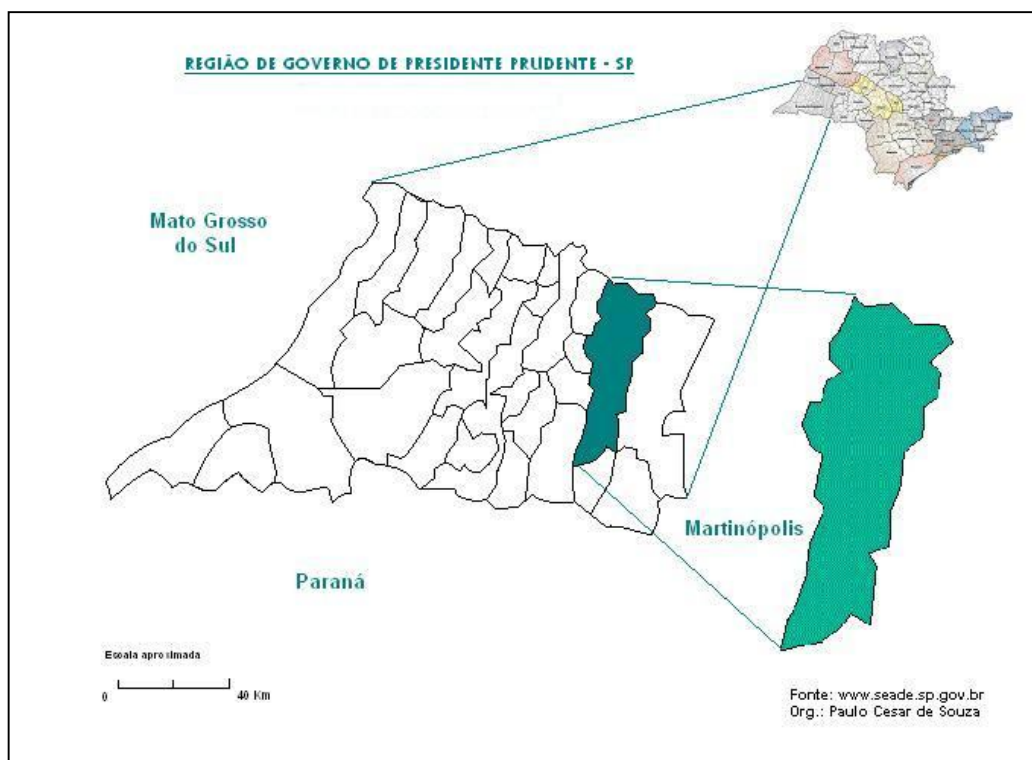 REGIÃO DE GOVERNO DE PRESIDENTE PRUDENTE - SP
Mato Grosso
do Sul
Martinópolis
Paraná
Escala aproximada
0 40 Km
Fonte: www.seade.sp.gov.br
Org.: Paulo Cesar de Souza